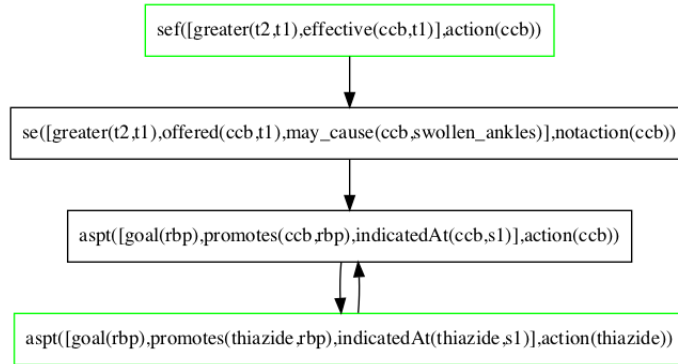 sef([greater(t2,t1),effective(ccb,t1)],action(ccb))
se([greater(t2,t1),offered(ccb,t1),may_cause(ccb,swollen_ankles)],notaction(ccb))
aspt([goal(rbp),promotes(ccb,rbp),indicatedAt(ccb,s1)],action(ccb))
aspt([goal(rbp),promotes(thiazide,rbp),indicatedAt(thiazide,s1)],action(thiazide))